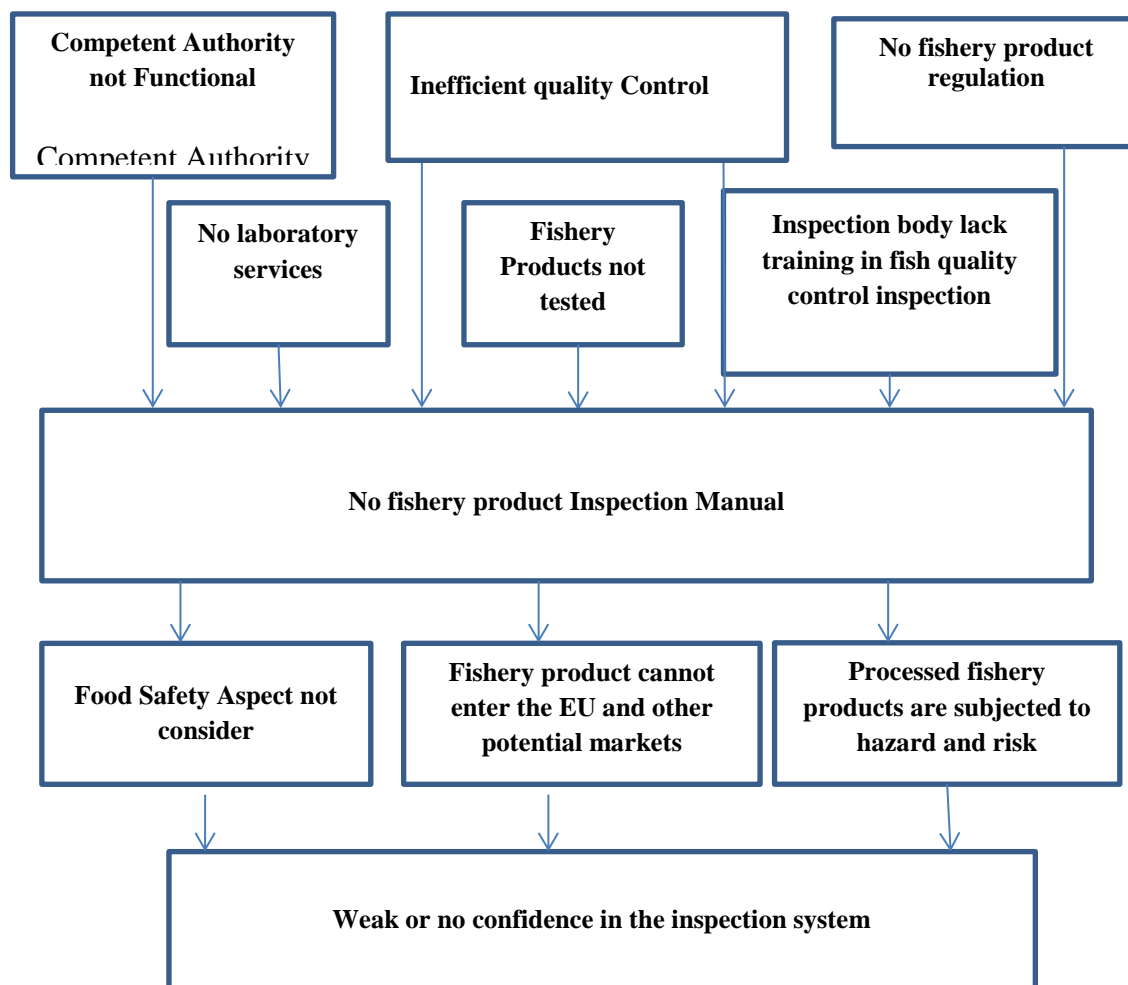 Competent Authority
not Functional
Competent Authority
Inefficient quality Control
No fishery product
regulation
No laboratory
services
Fishery
Products not
tested
Inspection body lack
training in fish quality
control inspection
No fishery product Inspection Manual
Food Safety Aspect not
consider
Fishery product cannot
enter the EU and other
potential markets
Processed fishery
products are subjected to
hazard and risk
Weak or no confidence in the inspection system